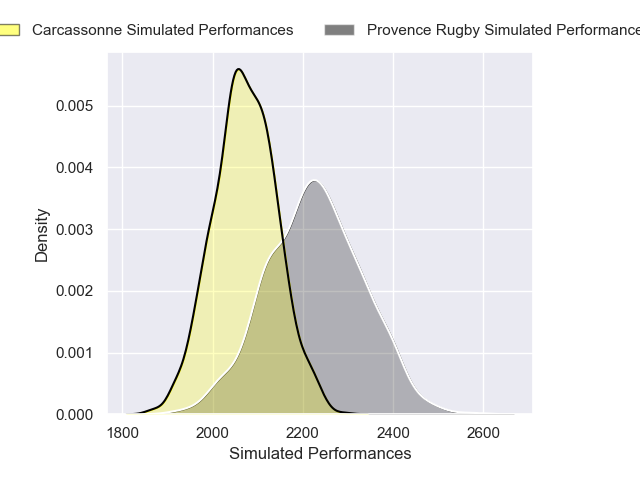 Carcassonne Simulated Performances
Provence Rugby Simulated Performance
0.005
0.004
0.003
0.002
0.001
0.000
Density
1800
2000
2200
2400
2600
Simulated Performances